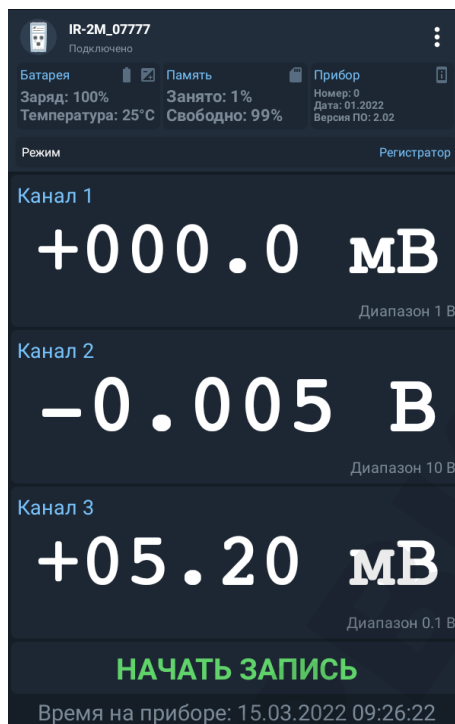 IR-2M_07777
Подключено
Батарея
Заряд: 100%
Температура: 25°C
Память
Занято: 1%
Свободно: 99%
Прибор
Номер: 0
Дата: 01.2022
Версия ПО: 2.02
Режим Регистратор
Канал 1
+000.0 мВ
Диапазон 1 В
Канал 2
-0.005 В
Диапазон 10 В
Канал 3
+05.20 мВ
Диапазон 0.1 В
НАЧАТЬ ЗАПИСЬ
Время на приборе: 15.03.2022 09:26:22